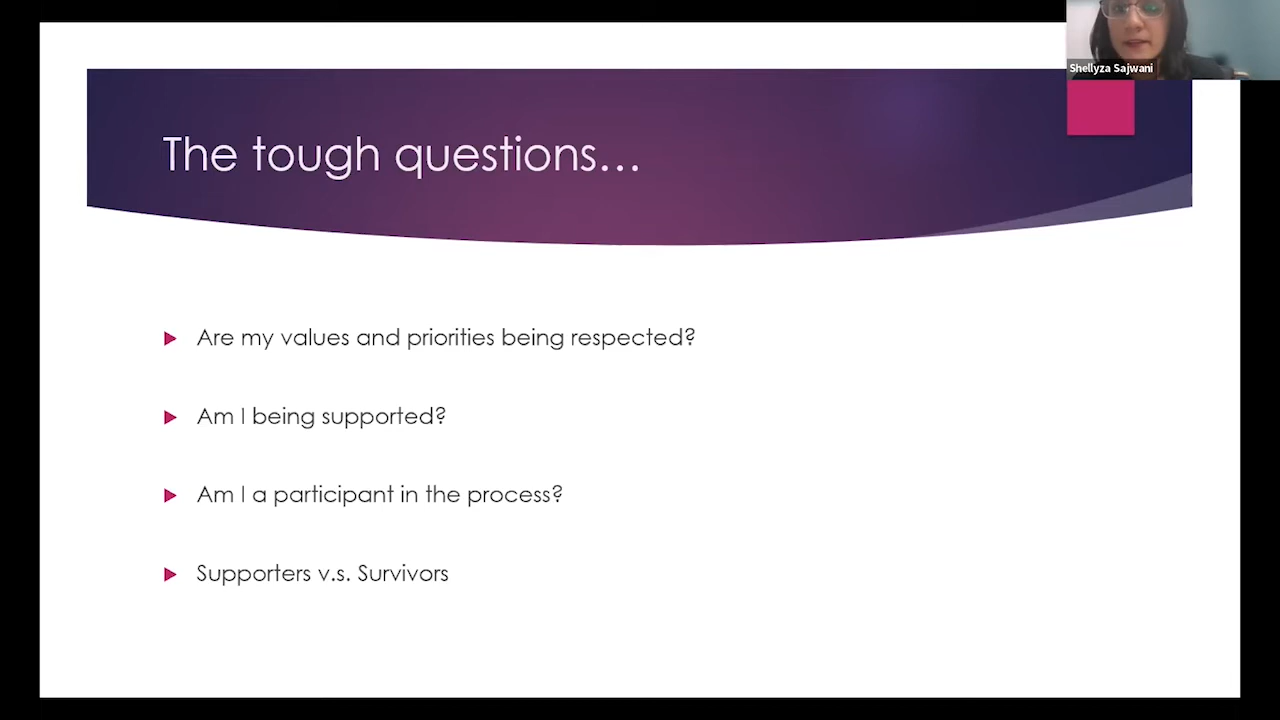 Shellyza Sajwani
The tough questions…
Are my values and priorities being respected?
Am I being supported?
Am I a participant in the process?
Supporters v.s. Survivors